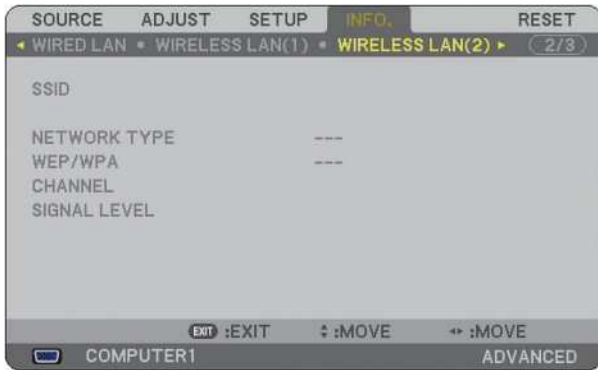 SOURCE ADJUST SETUP INFO. RESET
WIRED LAN • WIRELESS LAN(1) • WIRELESS LAN(2) 2/3
SSID
NETWORK TYPE ---
WEP/WPA ---
CHANNEL
SIGNAL LEVEL
EXIT :EXIT :MOVE :MOVE
COMPUTER1 ADVANCED